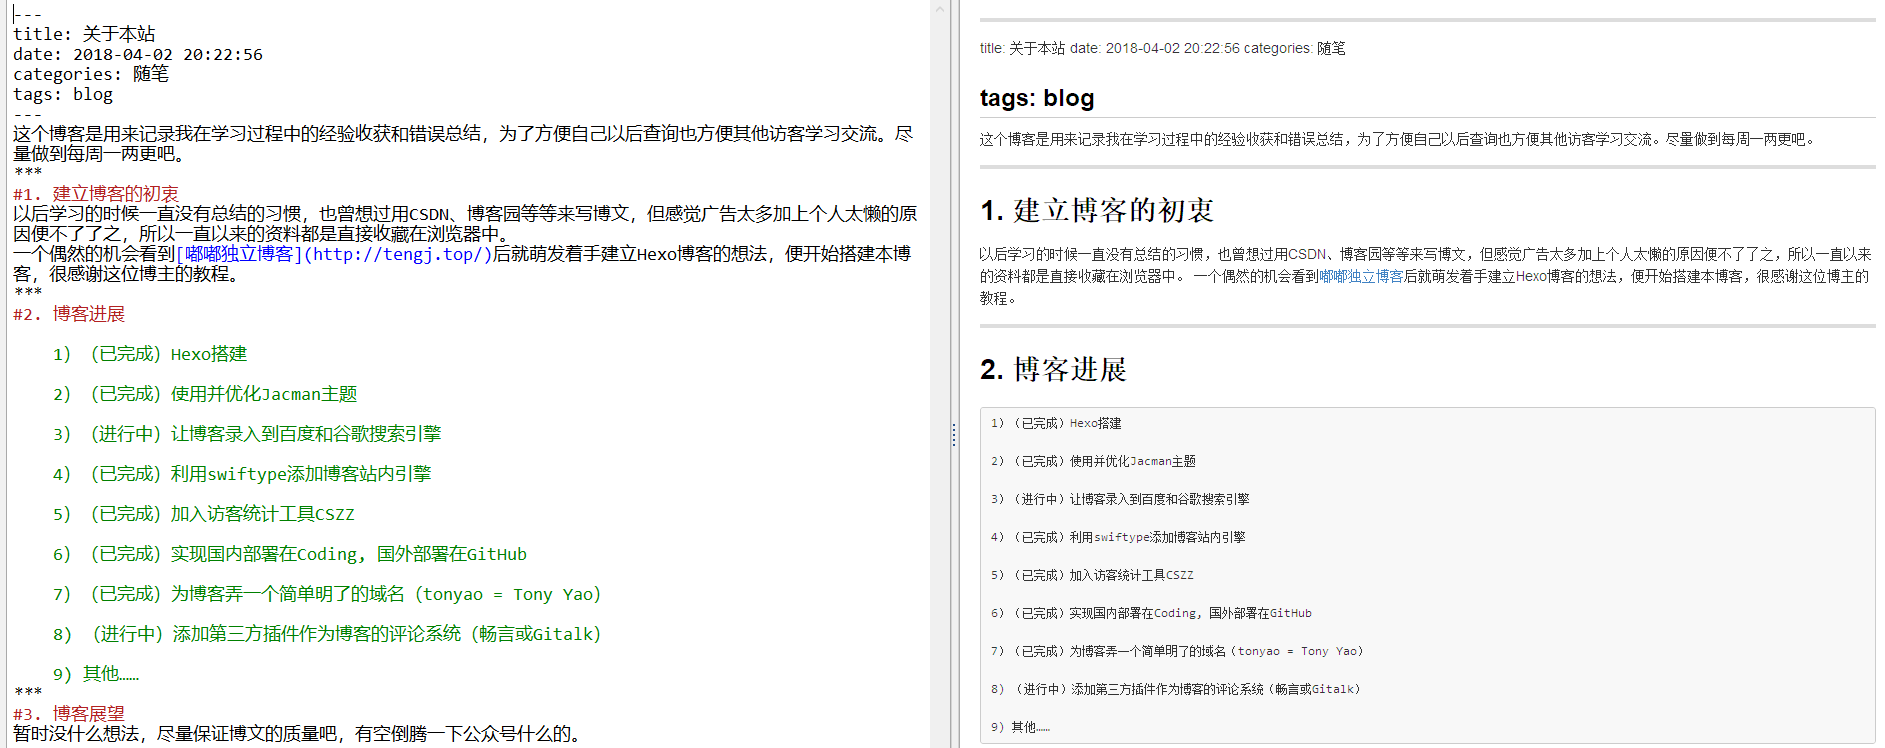 ---
title: 关于本站
date: 2018-04-02 20:22:56
categories: 随笔
tags: blog
---
这个博客是用来记录我在学习过程中的经验收获和错误总结，为了方便自己以后查询也方便其他访客学习交流。尽
量做到每周一两更吧。
***
#1. 建立博客的初衷
以后学习的时候一直没有总结的习惯，也曾想过用CSDN、博客园等等来写博文，但感觉广告太多加上个人太懒的原
因便不了了之，所以一直以来的资料都是直接收藏在浏览器中。
一个偶然的机会看到[嘟嘟独立博客](http://tengj.top/)后就萌发着手建立Hexo博客的想法，便开始搭建本博
客，很感谢这位博主的教程。
***
#2. 博客进展
1）（已完成）Hexo搭建
2）（已完成）使用并优化Jacman主题
3）（进行中）让博客录入到百度和谷歌搜索引擎
4）（已完成）利用swiftype添加博客站内引擎
5）（已完成）加入访客统计工具CSZZ
6）（已完成）实现国内部署在Coding, 国外部署在GitHub
7）（已完成）为博客弄一个简单明了的域名（tonyao = Tony Yao）
8) （进行中）添加第三方插件作为博客的评论系统（畅言或Gitalk）
9) 其他……
***
#3. 博客展望
暂时没什么想法，尽量保证博文的质量吧，有空倒腾一下公众号什么的。
title: 关于本站 date: 2018-04-02 20:22:56 categories: 随笔
tags: blog
这个博客是用来记录我在学习过程中的经验收获和错误总结，为了方便自己以后查询也方便其他访客学习交流。尽量做到每周一两更吧。
1. 建立博客的初衷
以后学习的时候一直没有总结的习惯，也曾想过用CSDN、博客园等等来写博文，但感觉广告太多加上个人太懒的原因便不了了之，所以一直以来
的资料都是直接收藏在浏览器中。 一个偶然的机会看到嘟嘟独立博客后就萌发着手建立Hexo博客的想法，便开始搭建本博客，很感谢这位博主的
教程。
2. 博客进展
1）（已完成）Hexo搭建
2）（已完成）使用并优化Jacman主题
3）（进行中）让博客录入到百度和谷歌搜索引擎
4）（已完成）利用swiftype添加博客站内引擎
5）（已完成）加入访客统计工具CSZZ
6）（已完成）实现国内部署在Coding, 国外部署在GitHub
7）（已完成）为博客弄一个简单明了的域名（tonyao = Tony Yao）
8) （进行中）添加第三方插件作为博客的评论系统（畅言或Gitalk）
9) 其他……